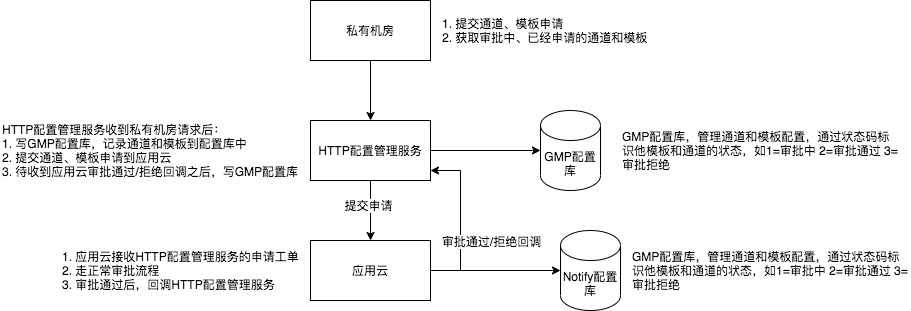 私有机房
1. 提交通道、模板申请
2. 获取审批中、已经申请的通道和模板
HTTP配置管理服务收到私有机房请求后：
1. 写GMP配置库，记录通道和模板到配置库中
2. 提交通道、模板申请到应用云
3. 待收到应用云审批通过/拒绝回调之后，写GMP配置库
HTTP配置管理服务
GMP配置
库
GMP配置库，管理通道和模板配置，通过状态码标
识他模板和通道的状态，如1=审批中 2=审批通过 3=
审批拒绝
提交申请
审批通过/拒绝回调
1. 应用云接收HTTP配置管理服务的申请工单
2. 走正常审批流程
3. 审批通过后，回调HTTP配置管理服务
应用云
Notify配置
库
GMP配置库，管理通道和模板配置，通过状态码标
识他模板和通道的状态，如1=审批中 2=审批通过 3=
审批拒绝